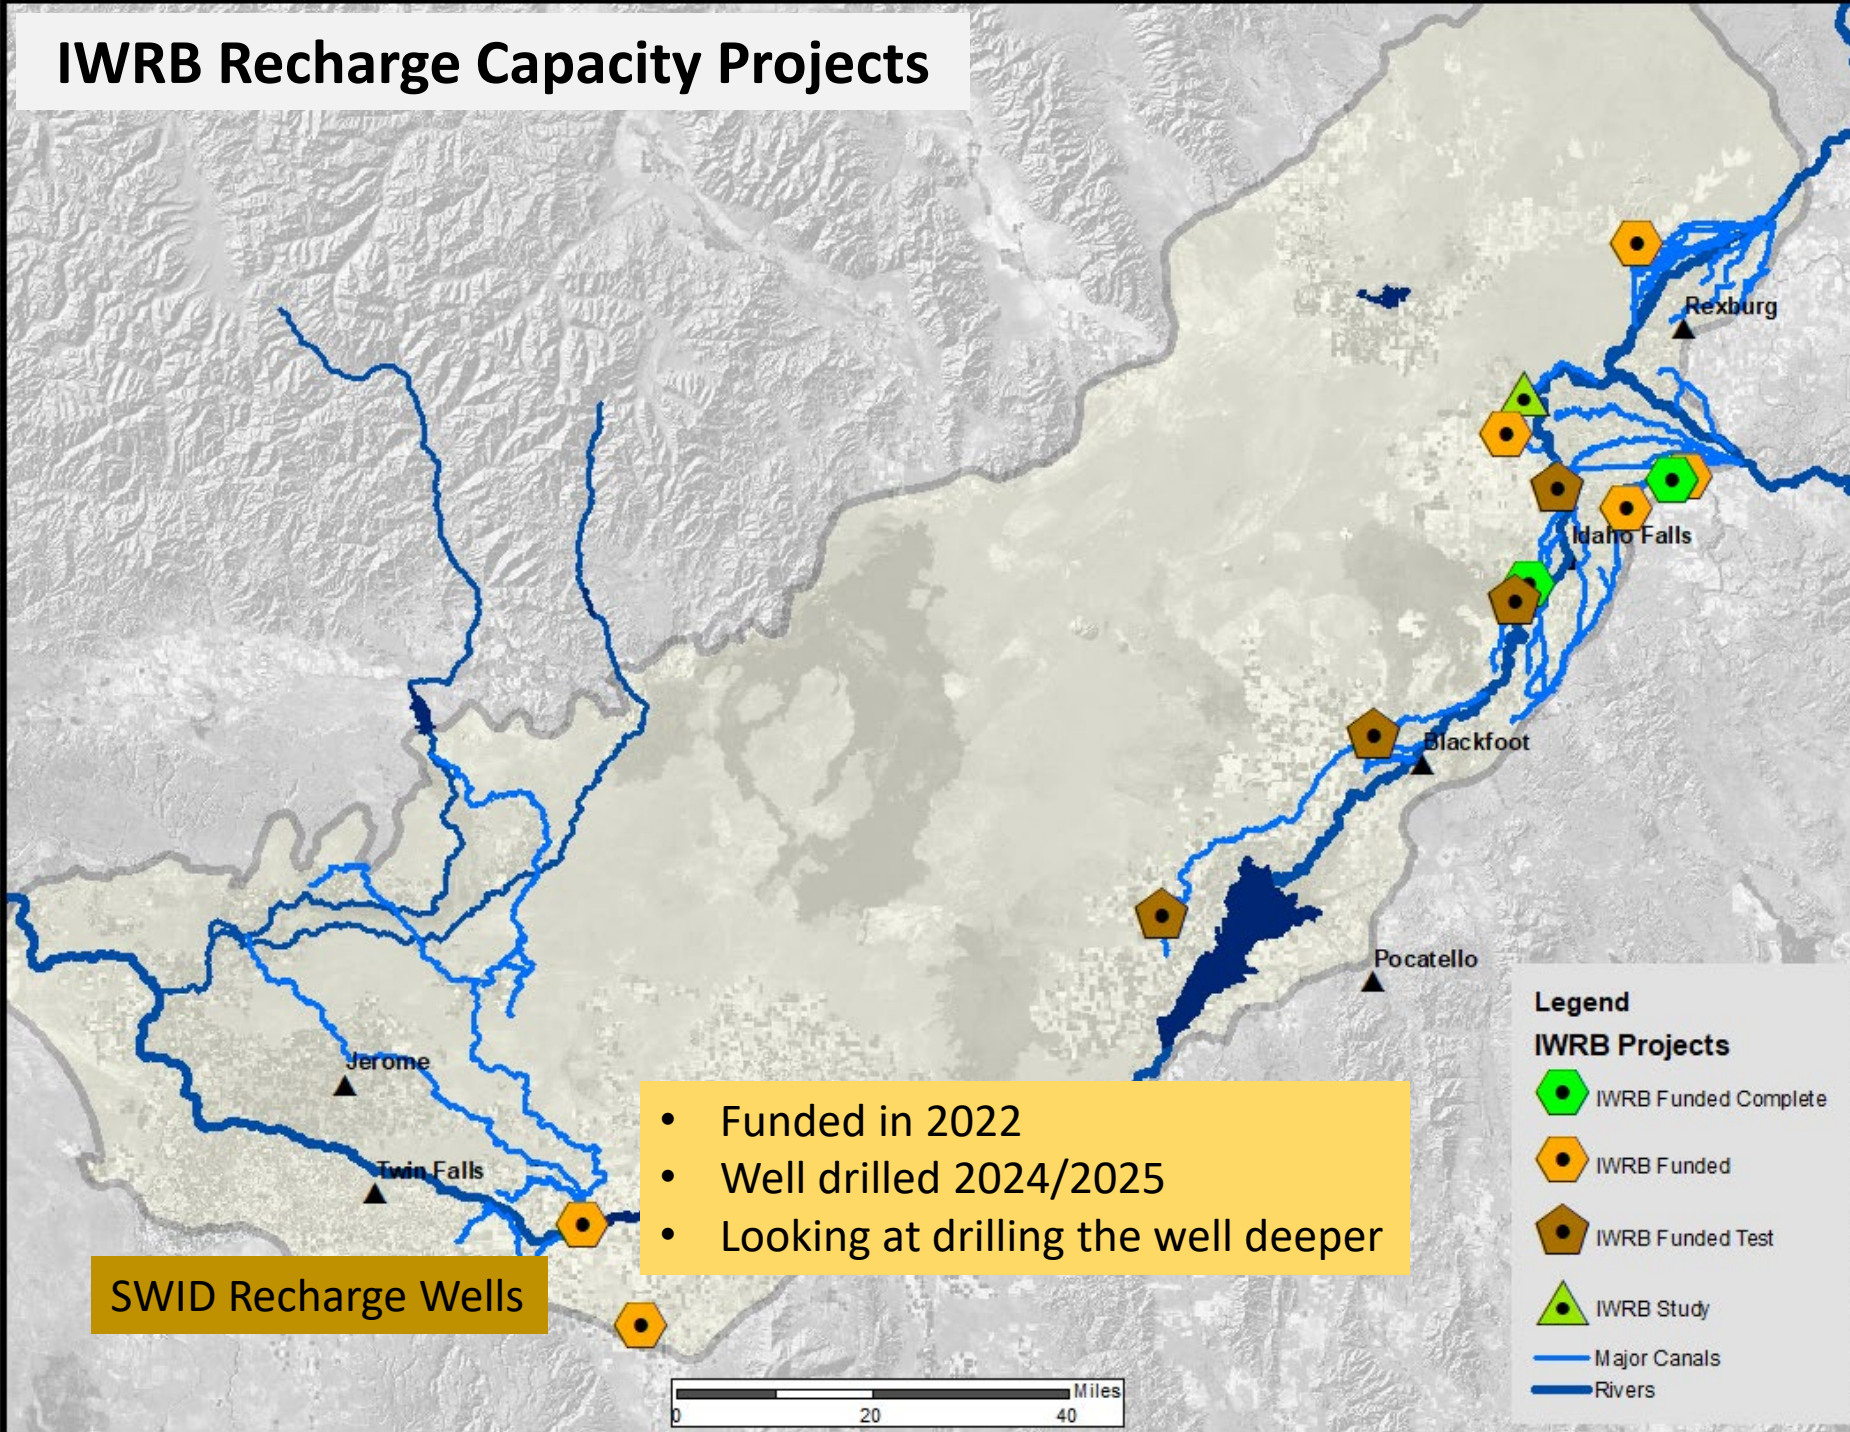 IWRB Recharge Capacity Projects
Rexburg
Idaho Falls
Blackfoot
Pocatello
Jerome
Twin Falls
• Funded in 2022
• Well drilled 2024/2025
• Looking at drilling the well deeper
SWID Recharge Wells
Legend
IWRB Projects
IWRB Funded Complete
IWRB Funded
IWRB Funded Test
IWRB Study
Major Canals
Rivers
Miles
0 20 40